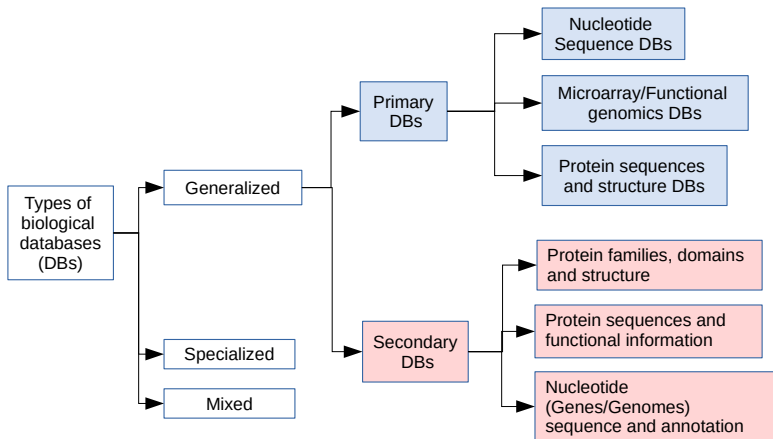 Types of
biological
databases
(DBs)
Generalized
Specialized
Mixed
Primary
DBs
Secondary
DBs
Nucleotide
Sequence DBs
Microarray/Functional
genomics DBs
Protein sequences
and structure DBs
Protein families, domains
and structure
Protein sequences and
functional information
Nucleotide
(Genes/Genomes)
sequence and annotation